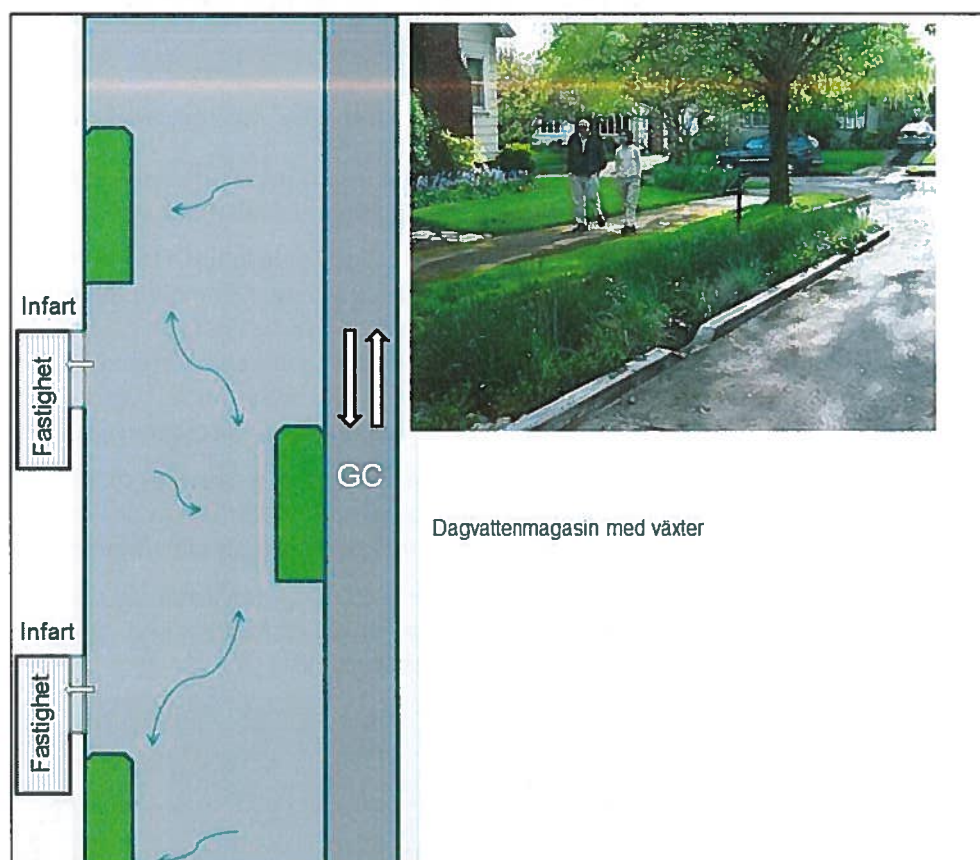 Infart
Fastighet
GC
Dagvattenmagasin med växter
Infart
Fastighet